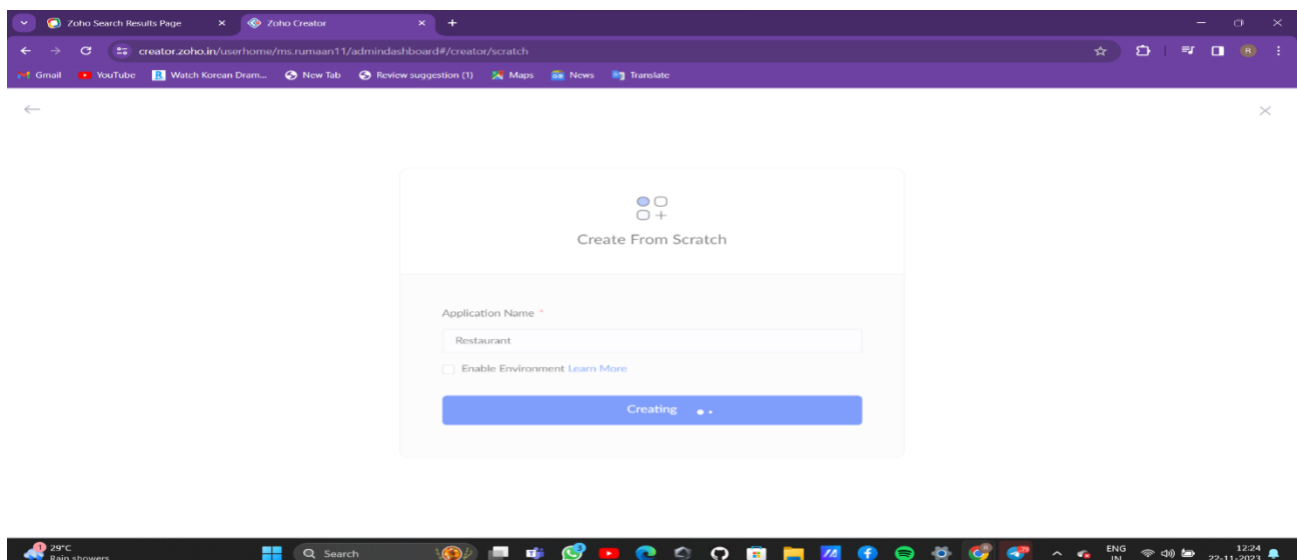 Zoho Search Results Page
Zoho Creator
creator.zoho.in/userhome/ms.rumaan11/admindashboard#/creator/scratch
R
Gmail
YouTube
R Watch Korean Dram...
New Tab
Review suggestion (1)
Maps
News
Translate
Create From Scratch
Application Name *
Restaurant
Enable Environment Learn More
Creating
1
29°C
Rain showers
Search
ENG
IN
12:24
22-11-2023